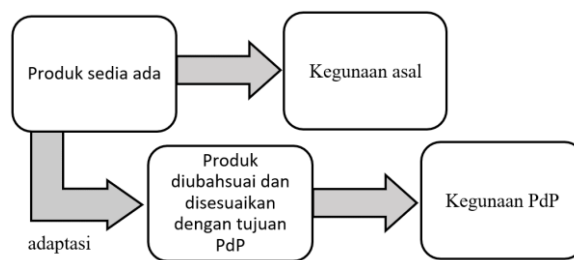 Produk sedia ada
Kegunaan asal
Produk
diubahsuai dan
disesuaikan
dengan tujuan
PdP
Kegunaan PdP
adaptasi